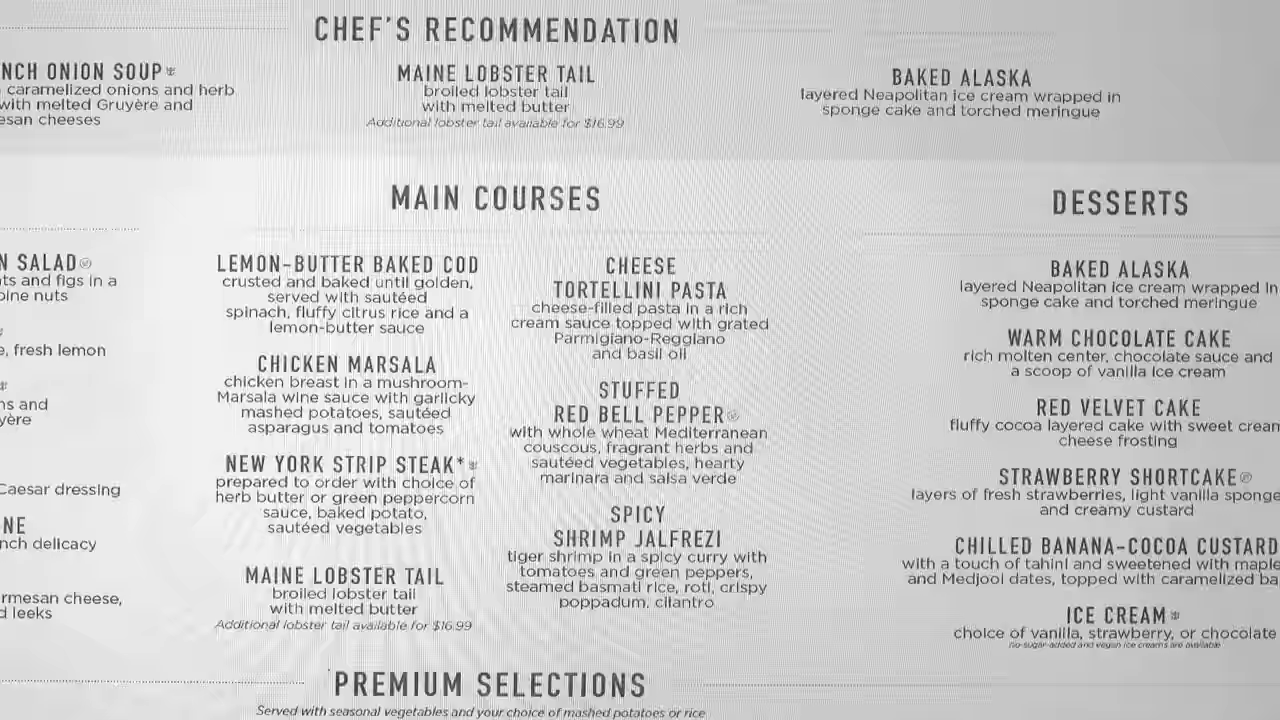 CHEF'S RECOMMENDATION
NCH ONION SOUP
caramelized onions and herb
with melted Gruyère and
esan cheeses
MAINE LOBSTER TAIL
broiled lobster tail
with melted butter
Additional lobster tail available for $16.99
BAKED ALASKA
layered Neapolitan ice cream wrapped in
sponge cake and torched meringue
N SALAD
ts and figs in a
pine nuts
e, fresh lemon
ns and
yère
Caesar dressing
NE
nch delicacy
rmesan cheese,
d leeks
MAIN COURSES
LEMON-BUTTER BAKED COD
crusted and baked until golden,
served with sautéed
spinach, fluffy citrus rice and a
lemon-butter sauce
CHICKEN MARSALA
chicken breast in a mushroom-
Marsala wine sauce with garlicky
mashed potatoes, sautéed
asparagus and tomatoes
NEW YORK STRIP STEAK*
prepared to order with choice of
herb butter or green peppercorn
sauce, baked potato,
sautéed vegetables
MAINE LOBSTER TAIL
broiled lobster tail
with melted butter
Additional lobster tail available for $16.99
CHEESE
TORTELLINI PASTA
cheese-filled pasta in a rich
cream sauce topped with grated
Parmigiano-Reggiano
and basil oil
STUFFED
RED BELL PEPPER
with whole wheat Mediterranean
couscous, fragrant herbs and
sautéed vegetables, hearty
marinara and salsa verde
SPICY
SHRIMP JALFREZI
tiger shrimp in a spicy curry with
tomatoes and green peppers,
steamed basmati rice, roti, crispy
poppadum, cilantro
DESSERTS
BAKED ALASKA
layered Neapolitan ice cream wrapped in
sponge cake and torched meringue
WARM CHOCOLATE CAKE
rich molten center, chocolate sauce and
a scoop of vanilla ice cream
RED VELVET CAKE
fluffy cocoa layered cake with sweet cream
cheese frosting
STRAWBERRY SHORTCAKE
layers of fresh strawberries, light vanilla sponge
and creamy custard
CHILLED BANANA-COCOA CUSTARD
with a touch of tahini and sweetened with maple
and Medjool dates, topped with caramelized ba
ICE CREAM
choice of vanilla, strawberry, or chocolate
no-sugar-added and vegan ice creams are available
PREMIUM SELECTIONS
Served with seasonal vegetables and your choice of mashed potatoes or rice